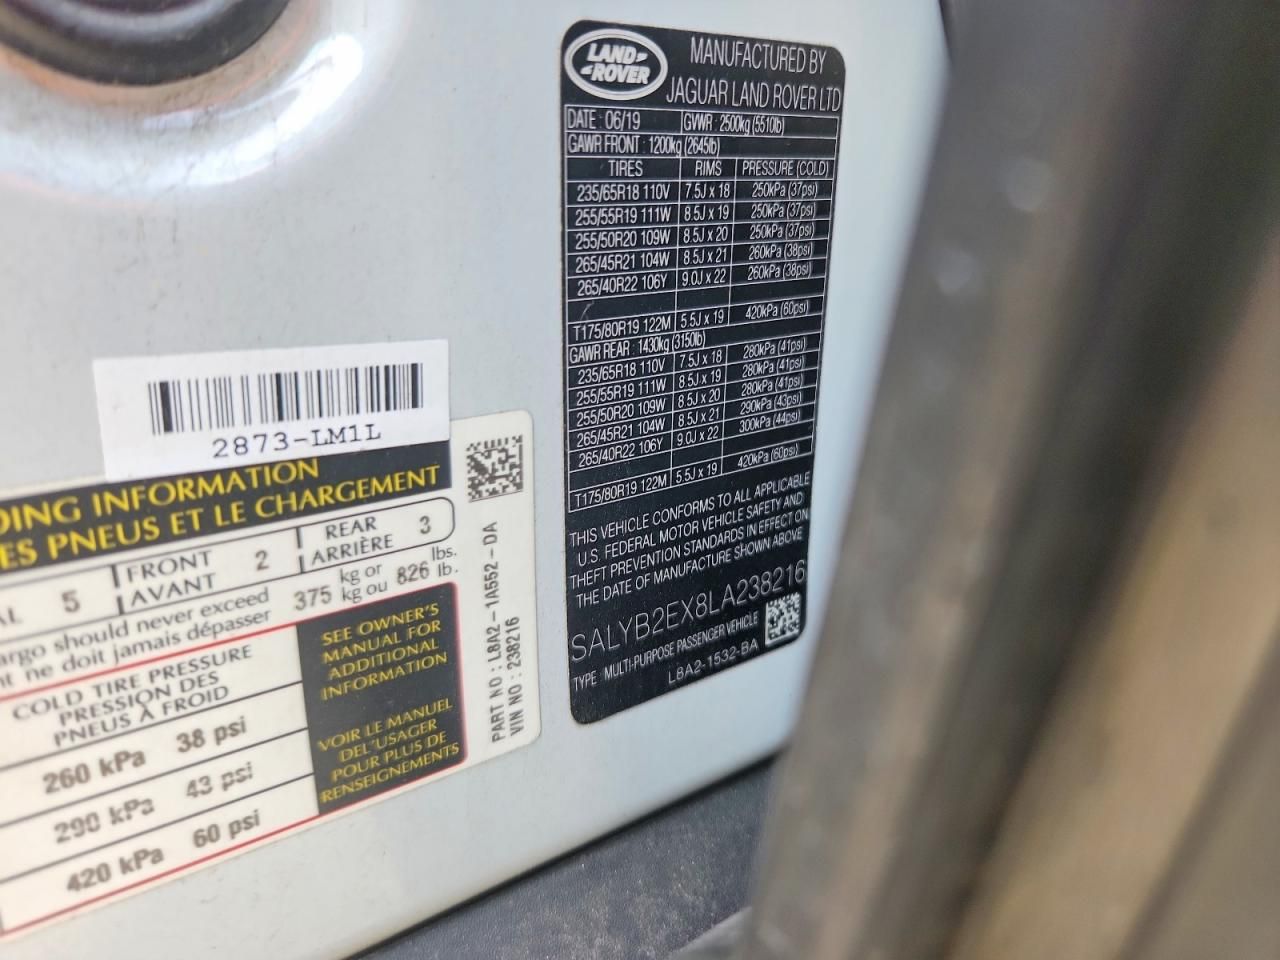 LAND-
-ROVER
MANUFACTURED BY
JAGUAR LAND ROVER LTD
DATE : 06/19 GVWR : 2500kg (5510lb)
GAWR FRONT : 1200kg (2645lb)
TIRES RIMS PRESSURE (COLD)
235/65R18 110V 7.5J x 18 250kPa (37psi)
255/55R19 111W 8.5J x 19 250kPa (37psi)
255/50R20 109W 8.5J x 20 250kPa (37psi)
265/45R21 104W 8.5J x 21 260kPa (38psi)
265/40R22 106Y 9.0J x 22 260kPa (38psi)
T175/80R19 122M 5.5J x 19 420kPa (60psi)
GAWR REAR : 1430kg (3150lb)
235/65R18 110V 7.5J x 18 280kPa (41psi)
255/55R19 111W 8.5J x 19 280kPa (41psi)
255/50R20 109W 8.5J x 20 280kPa (41psi)
265/45R21 104W 8.5J x 21 290kPa (43psi)
265/40R22 106Y 9.0J x 22 300kPa (44psi)
T175/80R19 122M 5.5J x 19 420kPa (60psi)
THIS VEHICLE CONFORMS TO ALL APPLICABLE
U.S. FEDERAL MOTOR VEHICLE SAFETY AND
THEFT PREVENTION STANDARDS IN EFFECT ON
THE DATE OF MANUFACTURE SHOWN ABOVE
SALYB2EX8LA238216
TYPE : MULTI-PURPOSE PASSENGER VEHICLE
L8A2-1532-BA
2873-LM1L
DING INFORMATION
ES PNEUS ET LE CHARGEMENT
AL 5 FRONT AVANT 2 REAR ARRIÈRE 3
argo should never exceed 375 kg or 826 lbs.
nt ne doit jamais dépasser kg ou lb.
COLD TIRE PRESSURE
PRESSION DES
PNEUS À FROID
260 kPa 38 psi
290 kPa 43 psi
420 kPa 60 psi
SEE OWNER'S
MANUAL FOR
ADDITIONAL
INFORMATION
VOIR LE MANUEL
DEL'USAGER
POUR PLUS DE
RENSEIGNEMENTS
PART NO : L8A2-1A552-DA
VIN NO : 238216